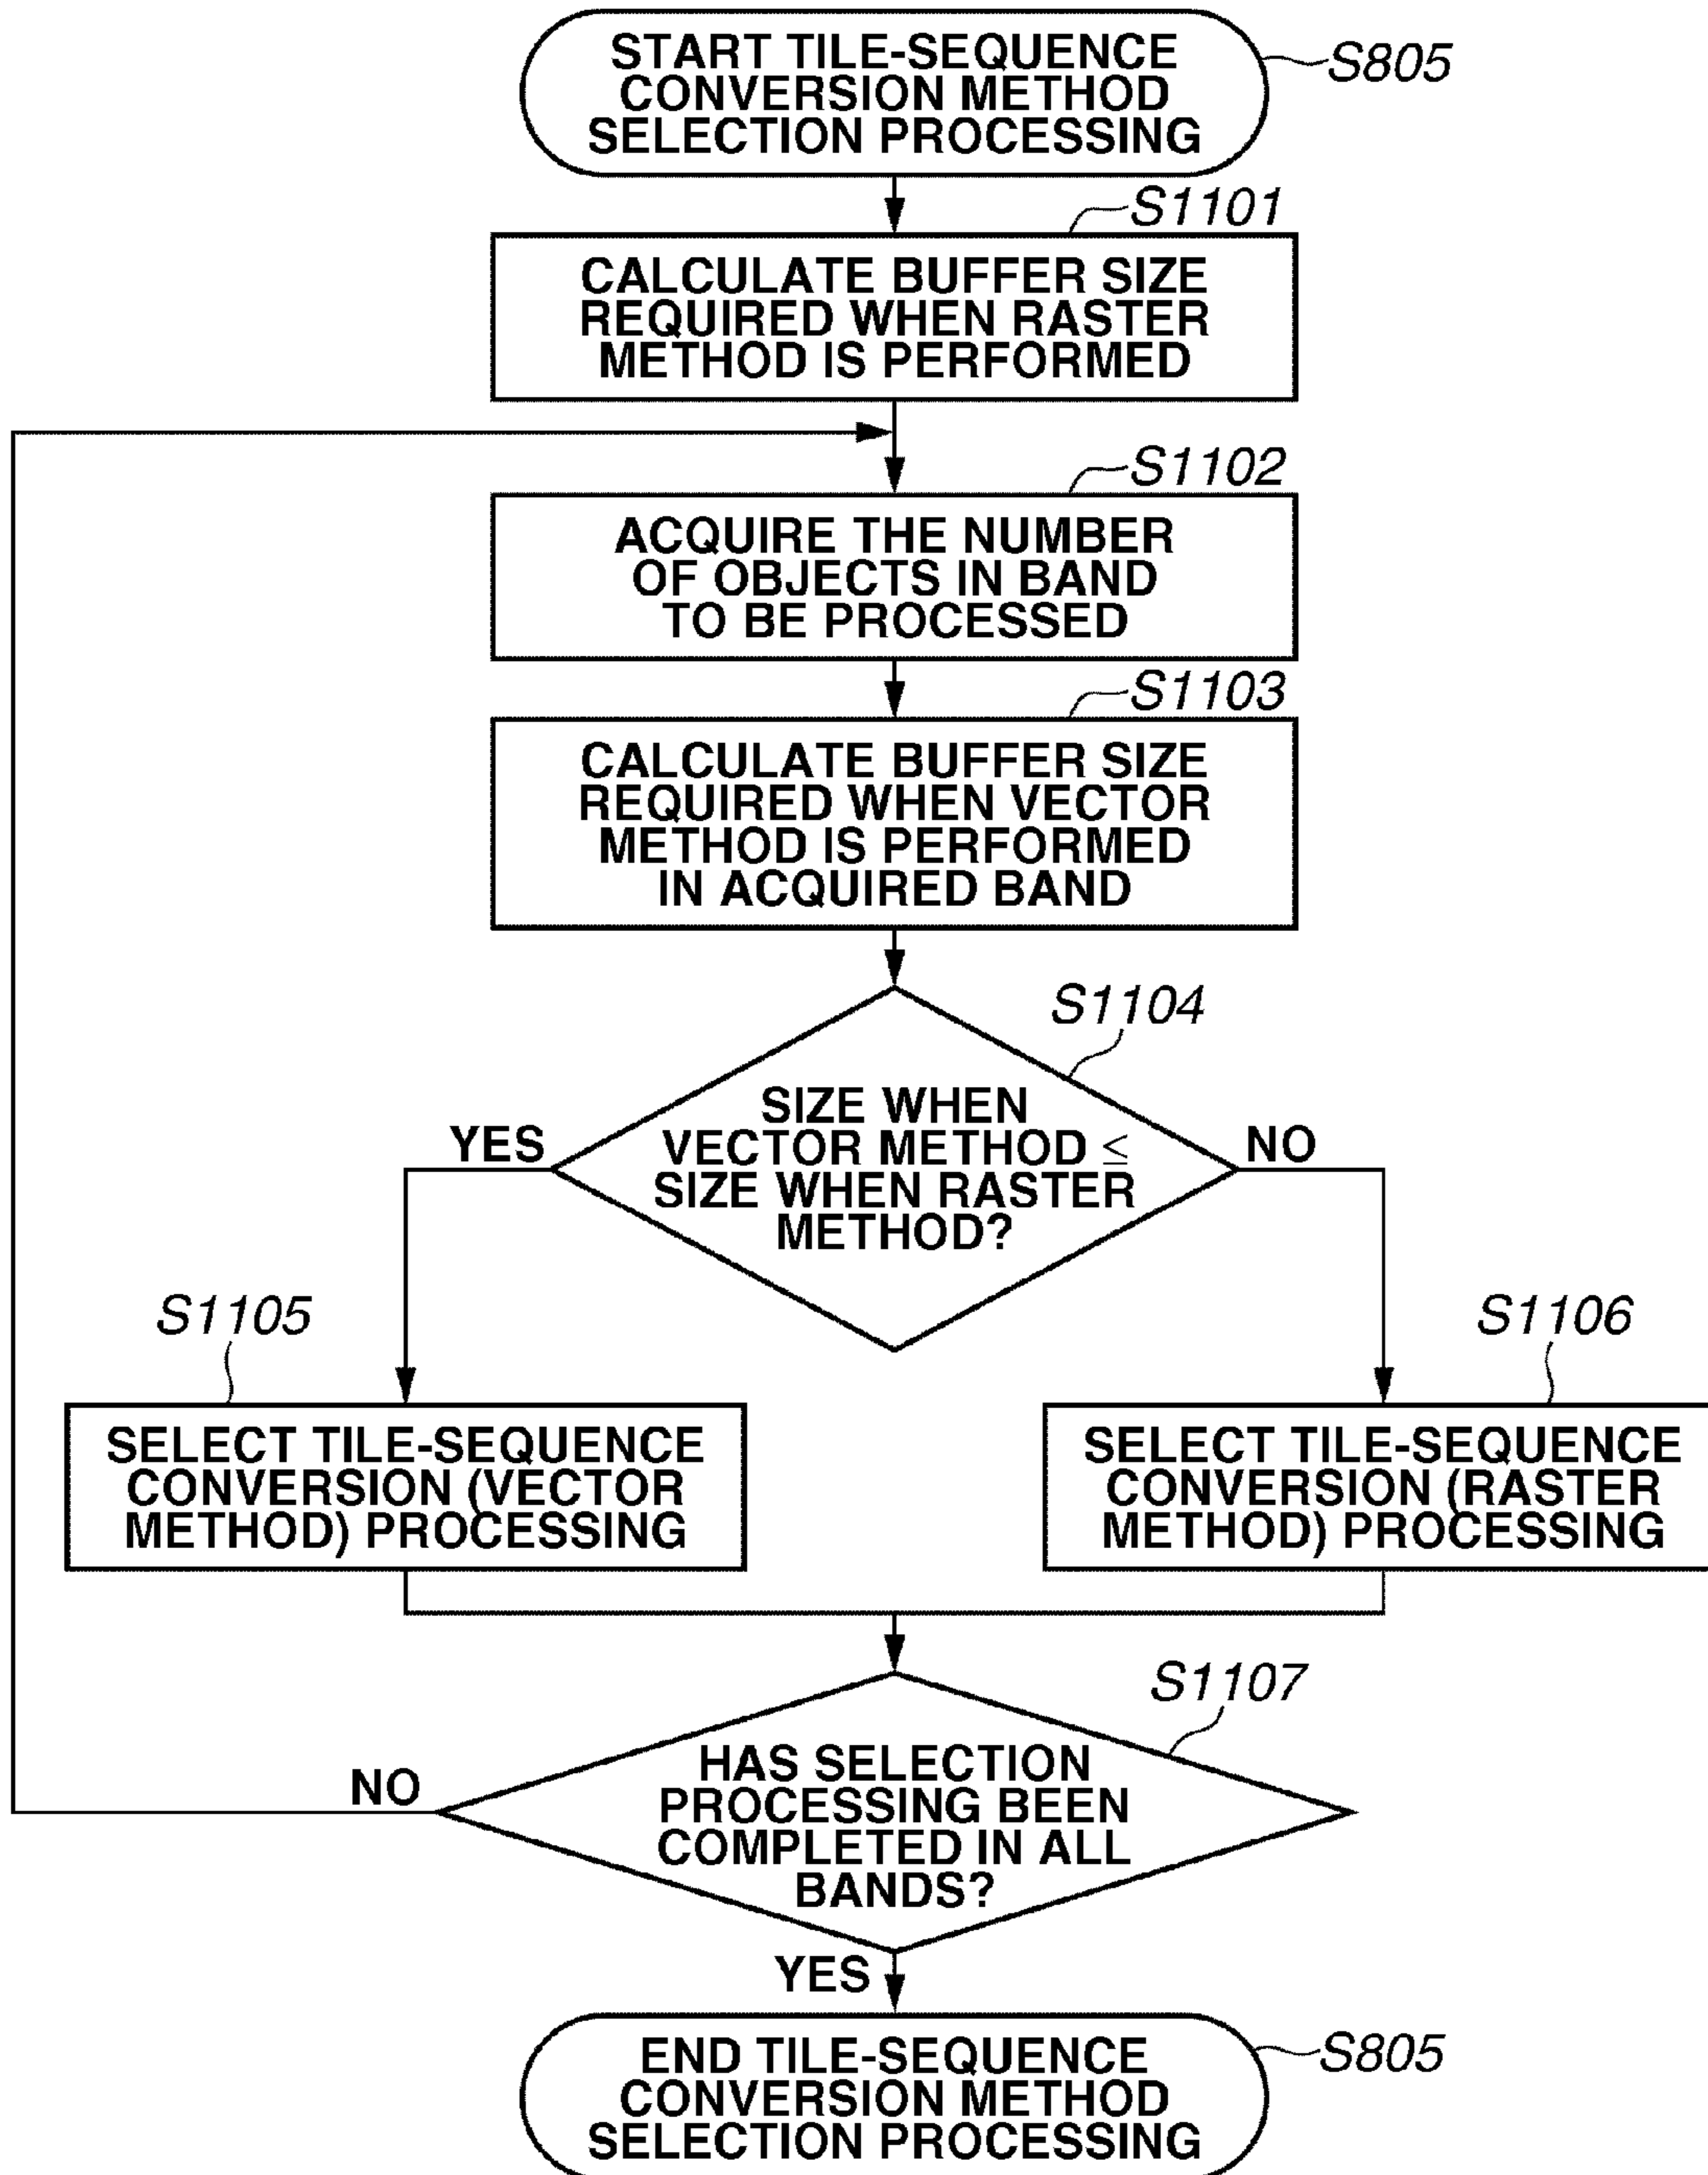 START TILE-SEQUENCE
CONVERSION METHOD
SELECTION PROCESSING
S805
S1101
CALCULATE BUFFER SIZE
REQUIRED WHEN RASTER
METHOD IS PERFORMED
S1102
ACQUIRE THE NUMBER
OF OBJECTS IN BAND
TO BE PROCESSED
S1103
CALCULATE BUFFER SIZE
REQUIRED WHEN VECTOR
METHOD IS PERFORMED
IN ACQUIRED BAND
S1104
SIZE WHEN
VECTOR METHOD ≤
SIZE WHEN RASTER
METHOD?
YES
NO
S1105
SELECT TILE-SEQUENCE
CONVERSION (VECTOR
METHOD) PROCESSING
S1106
SELECT TILE-SEQUENCE
CONVERSION (RASTER
METHOD) PROCESSING
S1107
HAS SELECTION
PROCESSING BEEN
COMPLETED IN ALL
BANDS?
NO
YES
END TILE-SEQUENCE
CONVERSION METHOD
SELECTION PROCESSING
S805